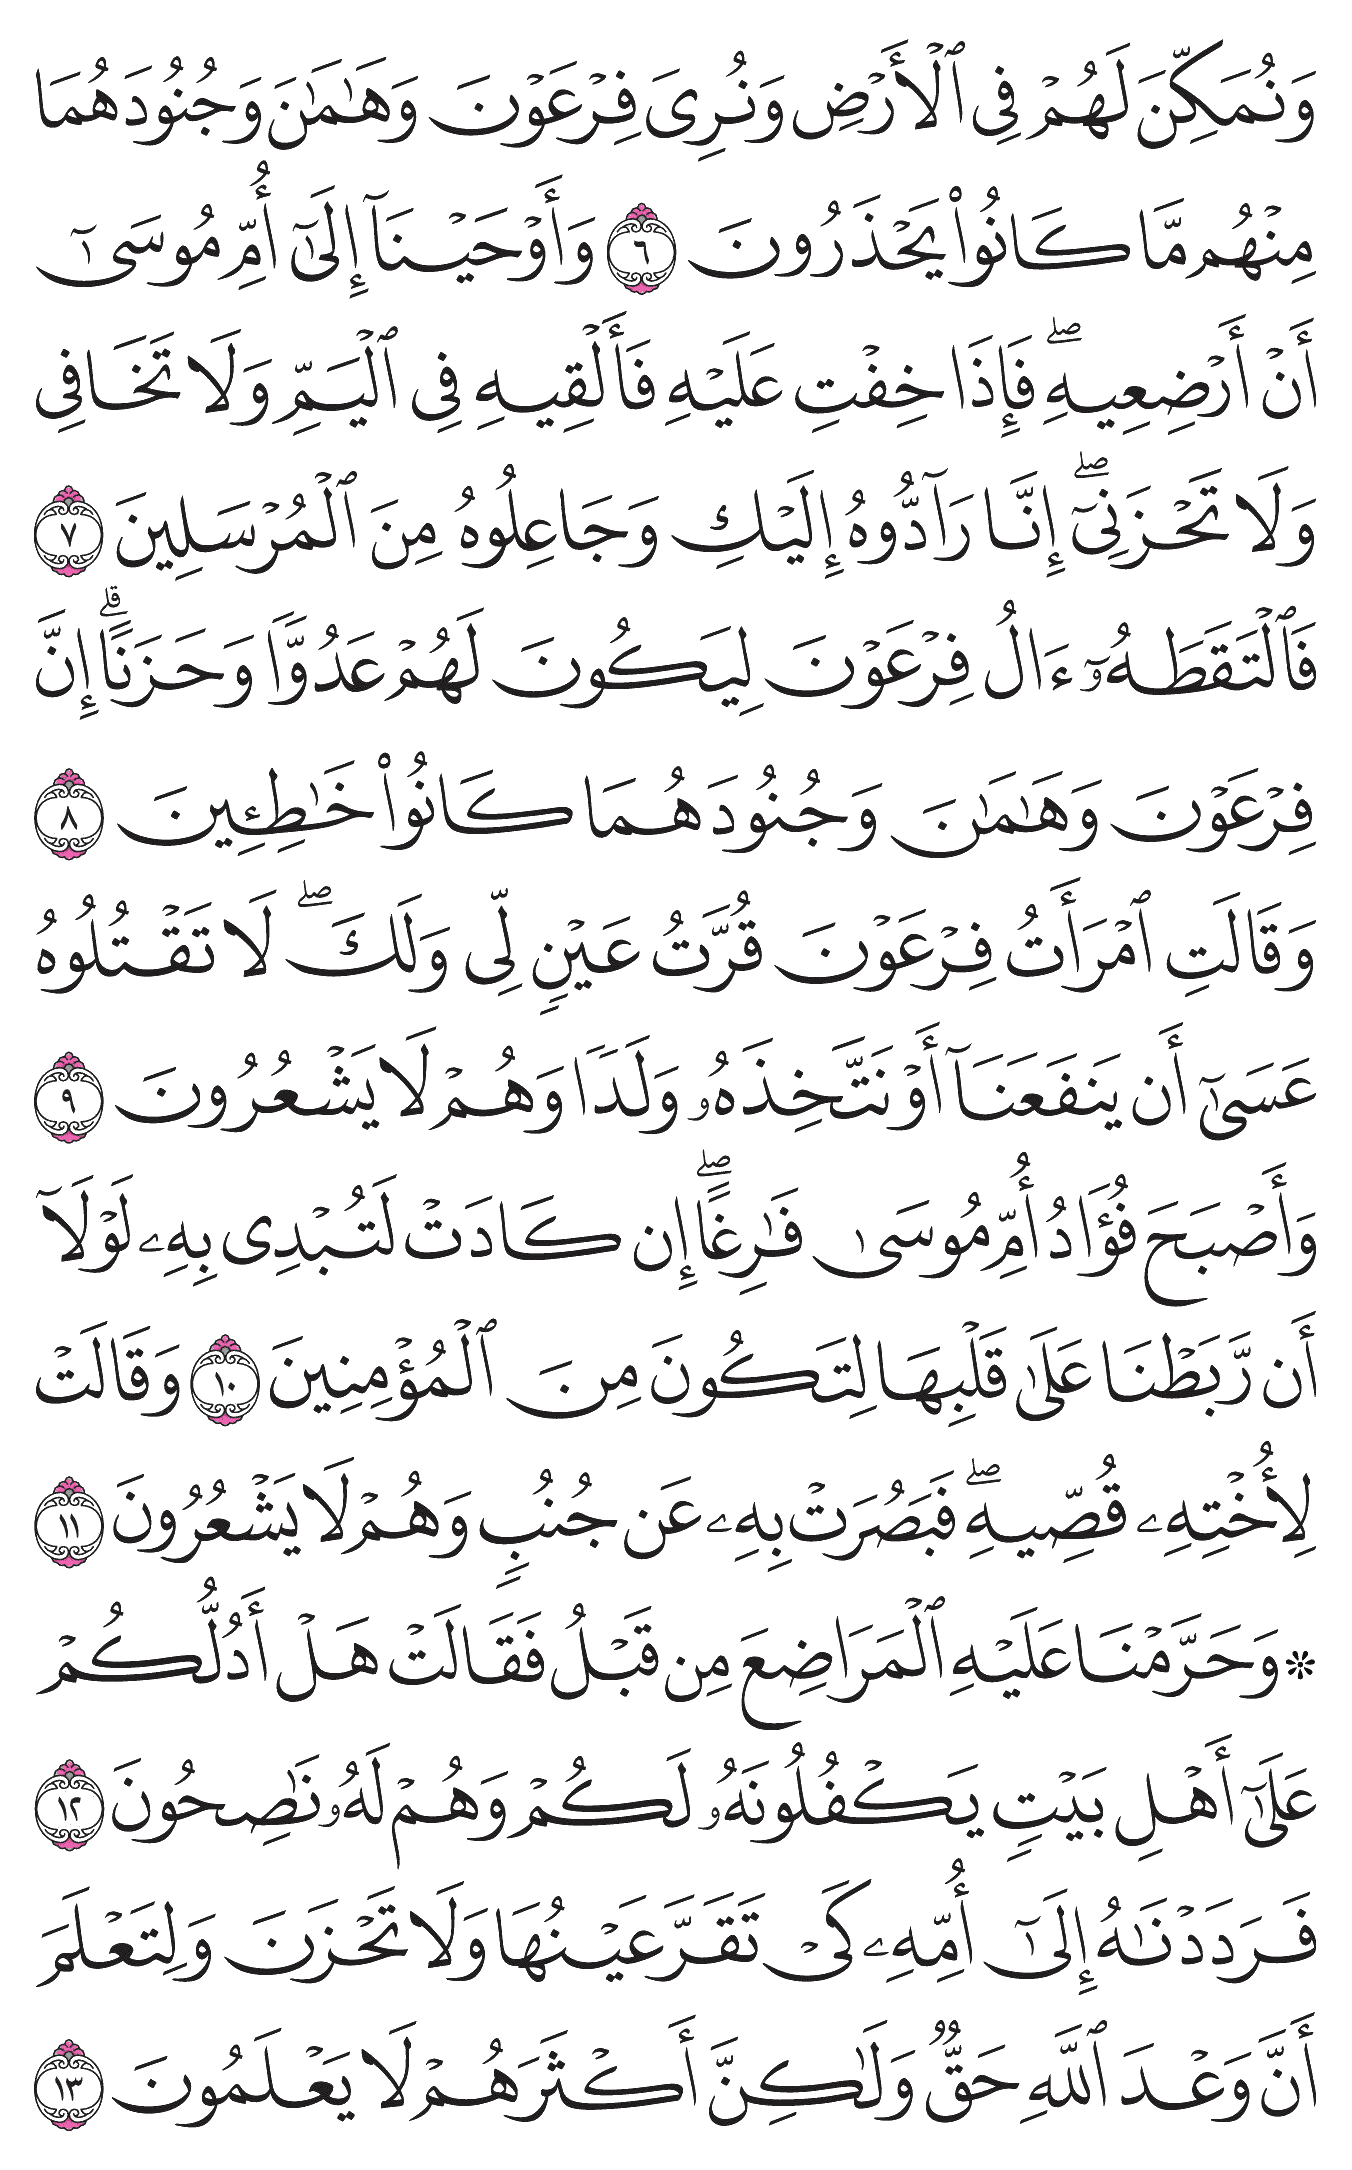 وَنُمَكِّنَ لَهُمۡ فِي ٱلۡأَرۡضِ وَنُرِيَ فِرۡعَوۡنَ وَهَٰمَٰنَ وَجُنُودَهُمَا
مِنۡهُم مَّا كَانُواْ يَحۡذَرُونَ ٦ وَأَوۡحَيۡنَآ إِلَىٰٓ أُمِّ مُوسَىٰٓ
أَنۡ أَرۡضِعِيهِۖ فَإِذَا خِفۡتِ عَلَيۡهِ فَأَلۡقِيهِ فِي ٱلۡيَمِّ وَلَا تَخَافِي
وَلَا تَحۡزَنِيٓۖ إِنَّا رَآدُّوهُ إِلَيۡكِ وَجَاعِلُوهُ مِنَ ٱلۡمُرۡسَلِينَ ٧
فَٱلۡتَقَطَهُۥٓ ءَالُ فِرۡعَوۡنَ لِيَكُونَ لَهُمۡ عَدُوّٗا وَحَزَنًاۗ إِنَّ
فِرۡعَوۡنَ وَهَٰمَٰنَ وَجُنُودَهُمَا كَانُواْ خَٰطِـِٔينَ ٨
وَقَالَتِ ٱمۡرَأَتُ فِرۡعَوۡنَ قُرَّتُ عَيۡنٖ لِّي وَلَكَۖ لَا تَقۡتُلُوهُ
عَسَىٰٓ أَن يَنفَعَنَآ أَوۡ نَتَّخِذَهُۥ وَلَدٗا وَهُمۡ لَا يَشۡعُرُونَ ٩
وَأَصۡبَحَ فُؤَادُ أُمِّ مُوسَىٰ فَٰرِغًاۖ إِن كَادَتۡ لَتُبۡدِي بِهِۦ لَوۡلَآ
أَن رَّبَطۡنَا عَلَىٰ قَلۡبِهَا لِتَكُونَ مِنَ ٱلۡمُؤۡمِنِينَ ١٠ وَقَالَتۡ
لِأُخۡتِهِۦ قُصِّيهِۖ فَبَصُرَتۡ بِهِۦ عَن جُنُبٖ وَهُمۡ لَا يَشۡعُرُونَ ١١
۞ وَحَرَّمۡنَا عَلَيۡهِ ٱلۡمَرَاضِعَ مِن قَبۡلُ فَقَالَتۡ هَلۡ أَدُلُّكُمۡ
عَلَىٰٓ أَهۡلِ بَيۡتٖ يَكۡفُلُونَهُۥ لَكُمۡ وَهُمۡ لَهُۥ نَٰصِحُونَ ١٢
فَرَدَدۡنَٰهُ إِلَىٰٓ أُمِّهِۦ كَيۡ تَقَرَّ عَيۡنُهَا وَلَا تَحۡزَنَ وَلِتَعۡلَمَ
أَنَّ وَعۡدَ ٱللَّهِ حَقّٞ وَلَٰكِنَّ أَكۡثَرَهُمۡ لَا يَعۡلَمُونَ ١٣